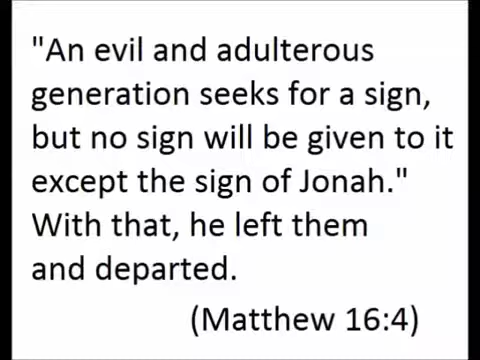 "An evil and adulterous
generation seeks for a sign,
but no sign will be given to it
except the sign of Jonah."
With that, he left them
and departed.
(Matthew 16:4)